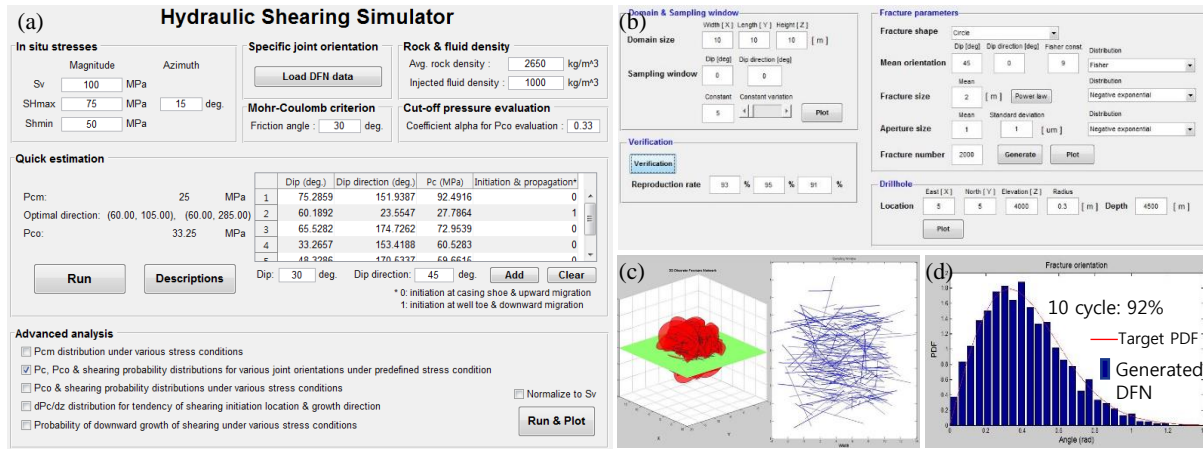 (a)
Hydraulic Shearing Simulator
In situ stresses
Magnitude Azimuth
Sv 100 MPa
SHmax 75 MPa 15 deg.
Shmin 50 MPa
Specific joint orientation
Load DFN data
Mohr-Coulomb criterion
Friction angle : 30 deg.
Rock & fluid density
Avg. rock density : 2650 kg/m^3
Injected fluid density : 1000 kg/m^3
Cut-off pressure evaluation
Coefficient alpha for Pco evaluation : 0.33
Quick estimation
Pcm: 25 MPa
Optimal direction: (60.00, 105.00), (60.00, 285.00)
Pco: 33.25 MPa
Run
Descriptions
Dip (deg.) Dip direction (deg.) Pc (MPa) Initiation & propagation*
1 75.2859 151.9387 92.4916 0
2 60.1892 23.5547 27.7864 1
3 65.5282 174.7262 72.9539 0
4 33.2657 153.4188 60.5283 0
Dip: 30 deg. Dip direction: 45 deg. Add Clear
* 0: initiation at casing shoe & upward migration
1: initiation at well toe & downward migration
Advanced analysis
Pcm distribution under various stress conditions
Pc, Pco & shearing probability distributions for various joint orientations under predefined stress condition
Pco & shearing probability distributions under various stress conditions
dPc/dz distribution for tendency of shearing initiation location & growth direction
Probability of downward growth of shearing under various stress conditions
Normalize to Sv
Run & Plot
(b)
Domain & Sampling window
Width [ X ] Length [ Y ] Height [ Z ]
Domain size 10 10 10 [ m ]
Dip [deg] Dip direction [deg]
Sampling window 0 0
Constant Constant variation
5 Plot
Verification
Verification
Reproduction rate 93 % 95 % 91 %
Fracture parameters
Fracture shape Circle
Dip [deg] Dip direction [deg] Fisher const Distribution
Mean orientation 45 0 9 Fisher
Mean Distribution
Fracture size 2 [ m ] Power law Negative exponential
Mean Standard deviation Distribution
Aperture size 1 1 [ um ] Negative exponential
Fracture number 2000 Generate Plot
Drillhole
East [ X ] North [ Y ] Elevation [ Z ] Radius
Location 5 5 4000 0.3 [ m ] Depth 4500 [ m ]
Plot
(c)
(d)
Fracture orientation
10 cycle: 92%
Target PDF
Generated
DFN
PDF
Angle (rad)